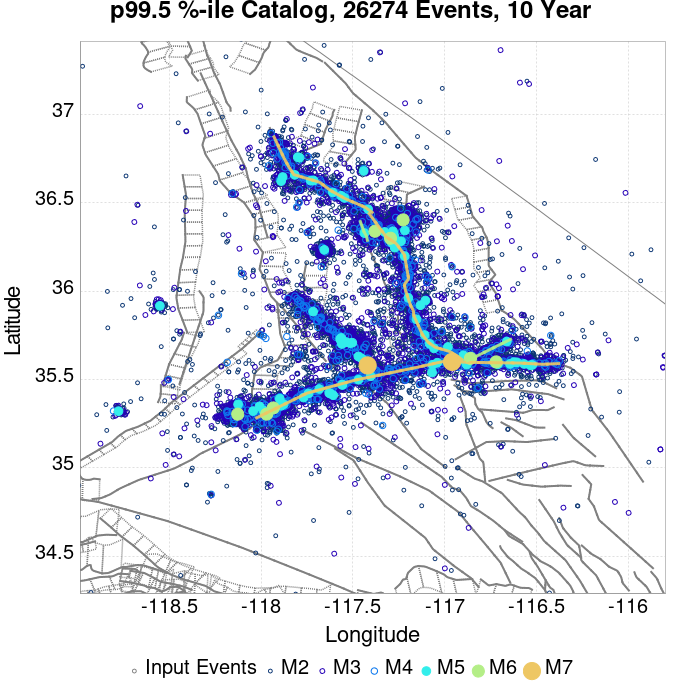 p99.5 %-ile Catalog, 26274 Events, 10 Year
37
36.5
36
35.5
35
34.5
Latitude
-118.5 -118 -117.5 -117 -116.5 -116
Longitude
Input Events M2 M3 M4 M5 M6 M7